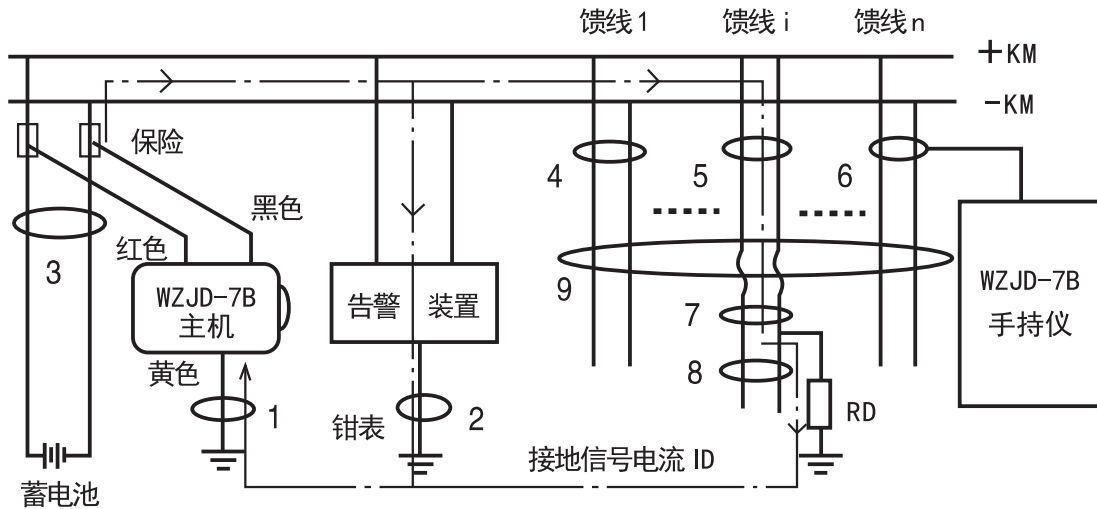 馈线1
馈线i
馈线n
+KM
-KM
保险
4
5
6
黑色
红色
3
9
WZJD-7B
主机
告警 装置
WZJD-7B
手持仪
7
8
黄色
1
钳表
2
RD
接地信号电流 ID
蓄电池